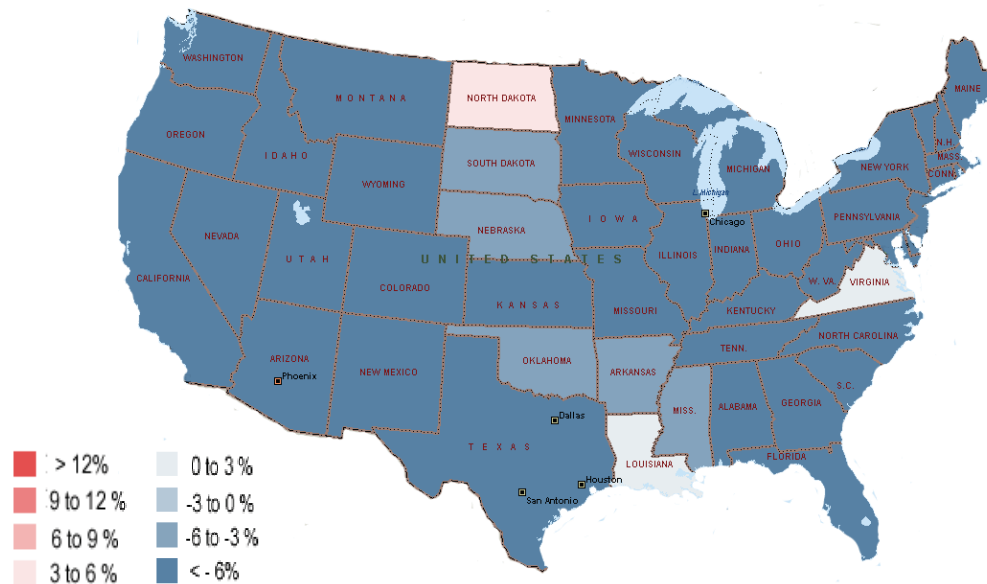 WASHINGTON
MONTANA
NORTH DAKOTA
MINNESOTA
MAINE
OREGON
IDAHO
SOUTH DAKOTA
WISCONSIN
MICHIGAN
N.H.
MASS.
CONN.
NEW YORK
WYOMING
L. Michigan
Chicago
IOWA
NEBRASKA
PENNSYLVANIA
NEVADA
UTAH
UNITED STATES
ILLINOIS
INDIANA
OHIO
CALIFORNIA
COLORADO
KANSAS
MISSOURI
W. VA.
VIRGINIA
KENTUCKY
NORTH CAROLINA
TENN.
ARIZONA
Phoenix
NEW MEXICO
OKLAHOMA
ARKANSAS
S.C.
MISS.
ALABAMA
GEORGIA
Dallas
TEXAS
LOUISIANA
FLORIDA
Houston
San Antonio
> 12%
9 to 12 %
6 to 9 %
3 to 6 %
0 to 3 %
-3 to 0 %
-6 to -3 %
< - 6%